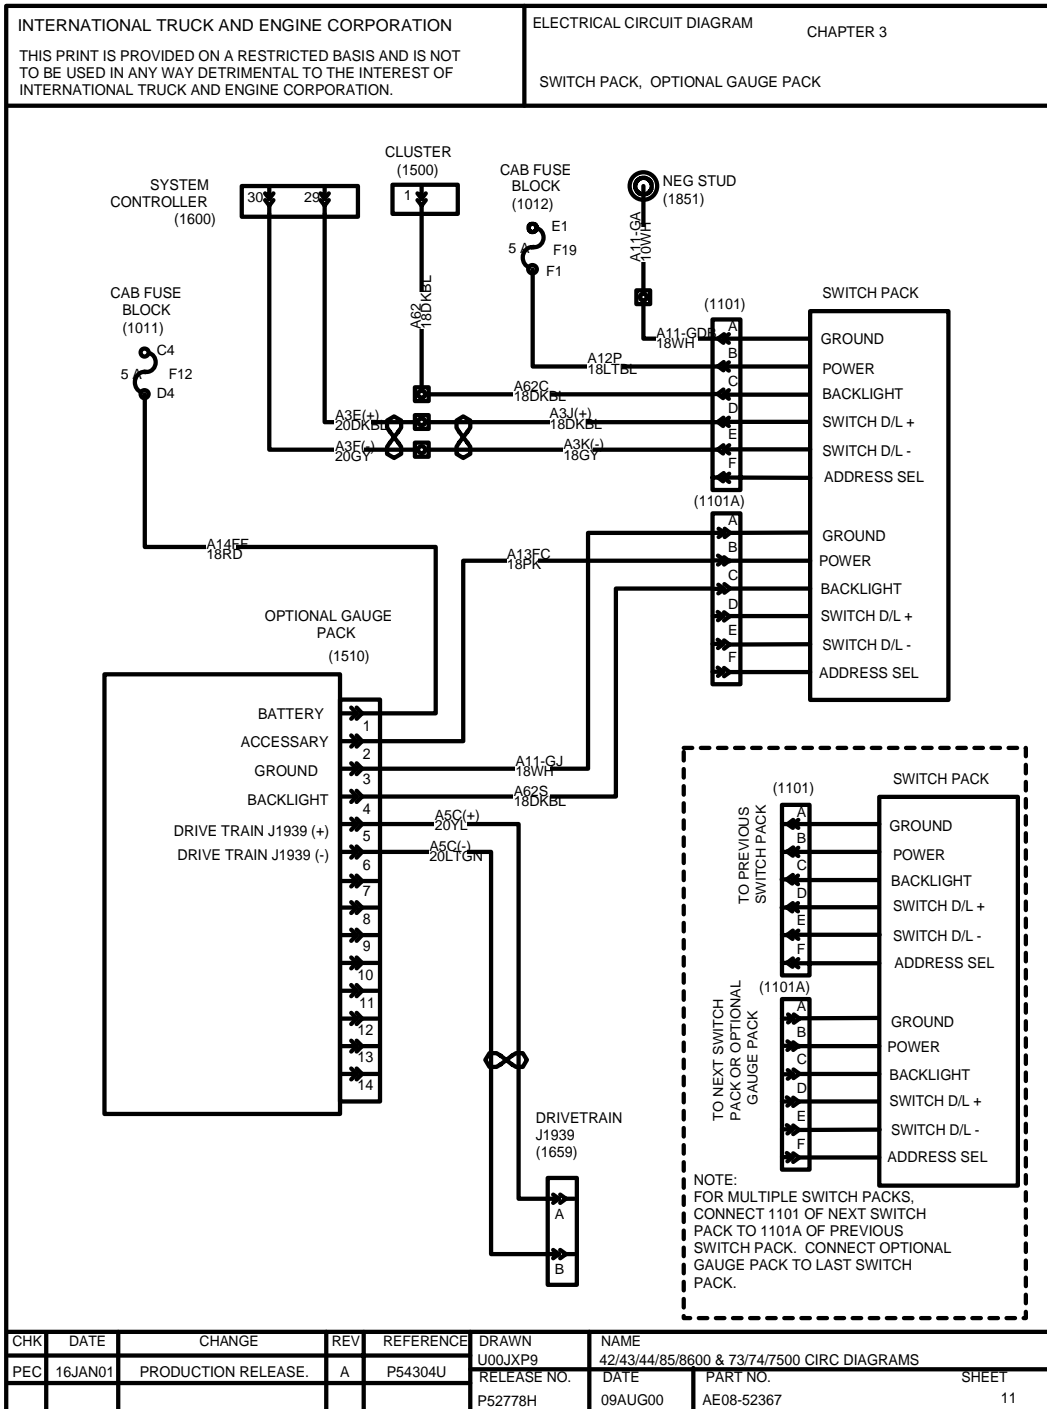 INTERNATIONAL TRUCK AND ENGINE CORPORATION
THIS PRINT IS PROVIDED ON A RESTRICTED BASIS AND IS NOT
TO BE USED IN ANY WAY DETRIMENTAL TO THE INTEREST OF
INTERNATIONAL TRUCK AND ENGINE CORPORATION.
ELECTRICAL CIRCUIT DIAGRAM
CHAPTER 3
SWITCH PACK, OPTIONAL GAUGE PACK
SYSTEM
CONTROLLER
(1600)
30
29
CLUSTER
(1500)
1
CAB FUSE
BLOCK
(1012)
E1
5 A
F19
F1
NEG STUD
(1851)
A11-GA
10WH
A62
18DKBL
CAB FUSE
BLOCK
(1011)
C4
5 A
F12
D4
(1101)
SWITCH PACK
A11-GDB
18WH
A
GROUND
A12P
18LTBL
B
POWER
A62C
18DKBL
C
BACKLIGHT
A3E(+)
20DKBL
A3J(+)
18DKBL
D
SWITCH D/L +
A3F(-)
20GY
A3K(-)
18GY
E
SWITCH D/L -
F
ADDRESS SEL
(1101A)
A
GROUND
A14FF
18RD
A13FC
18PK
B
POWER
C
BACKLIGHT
D
SWITCH D/L +
E
SWITCH D/L -
F
ADDRESS SEL
OPTIONAL GAUGE
PACK
(1510)
BATTERY
1
ACCESSARY
2
GROUND
3
A11-GJ
18WH
BACKLIGHT
4
A62S
18DKBL
DRIVE TRAIN J1939 (+)
5
A5C(+)
20YL
DRIVE TRAIN J1939 (-)
6
A5C(-)
20LTGN
7
8
9
10
11
12
13
14
DRIVETRAIN
J1939
(1659)
A
B
SWITCH PACK
(1101)
TO PREVIOUS
SWITCH PACK
A
GROUND
B
POWER
C
BACKLIGHT
D
SWITCH D/L +
E
SWITCH D/L -
F
ADDRESS SEL
(1101A)
TO NEXT SWITCH
PACK OR OPTIONAL
GAUGE PACK
A
GROUND
B
POWER
C
BACKLIGHT
D
SWITCH D/L +
E
SWITCH D/L -
F
ADDRESS SEL
NOTE:
FOR MULTIPLE SWITCH PACKS,
CONNECT 1101 OF NEXT SWITCH
PACK TO 1101A OF PREVIOUS
SWITCH PACK. CONNECT OPTIONAL
GAUGE PACK TO LAST SWITCH
PACK.
CHK DATE CHANGE REV REFERENCE
PEC 16JAN01 PRODUCTION RELEASE. A P54304U
DRAWN
U00JXP9
NAME
42/43/44/85/8600 & 73/74/7500 CIRC DIAGRAMS
RELEASE NO.
P52778H
DATE
09AUG00
PART NO.
AE08-52367
SHEET
11